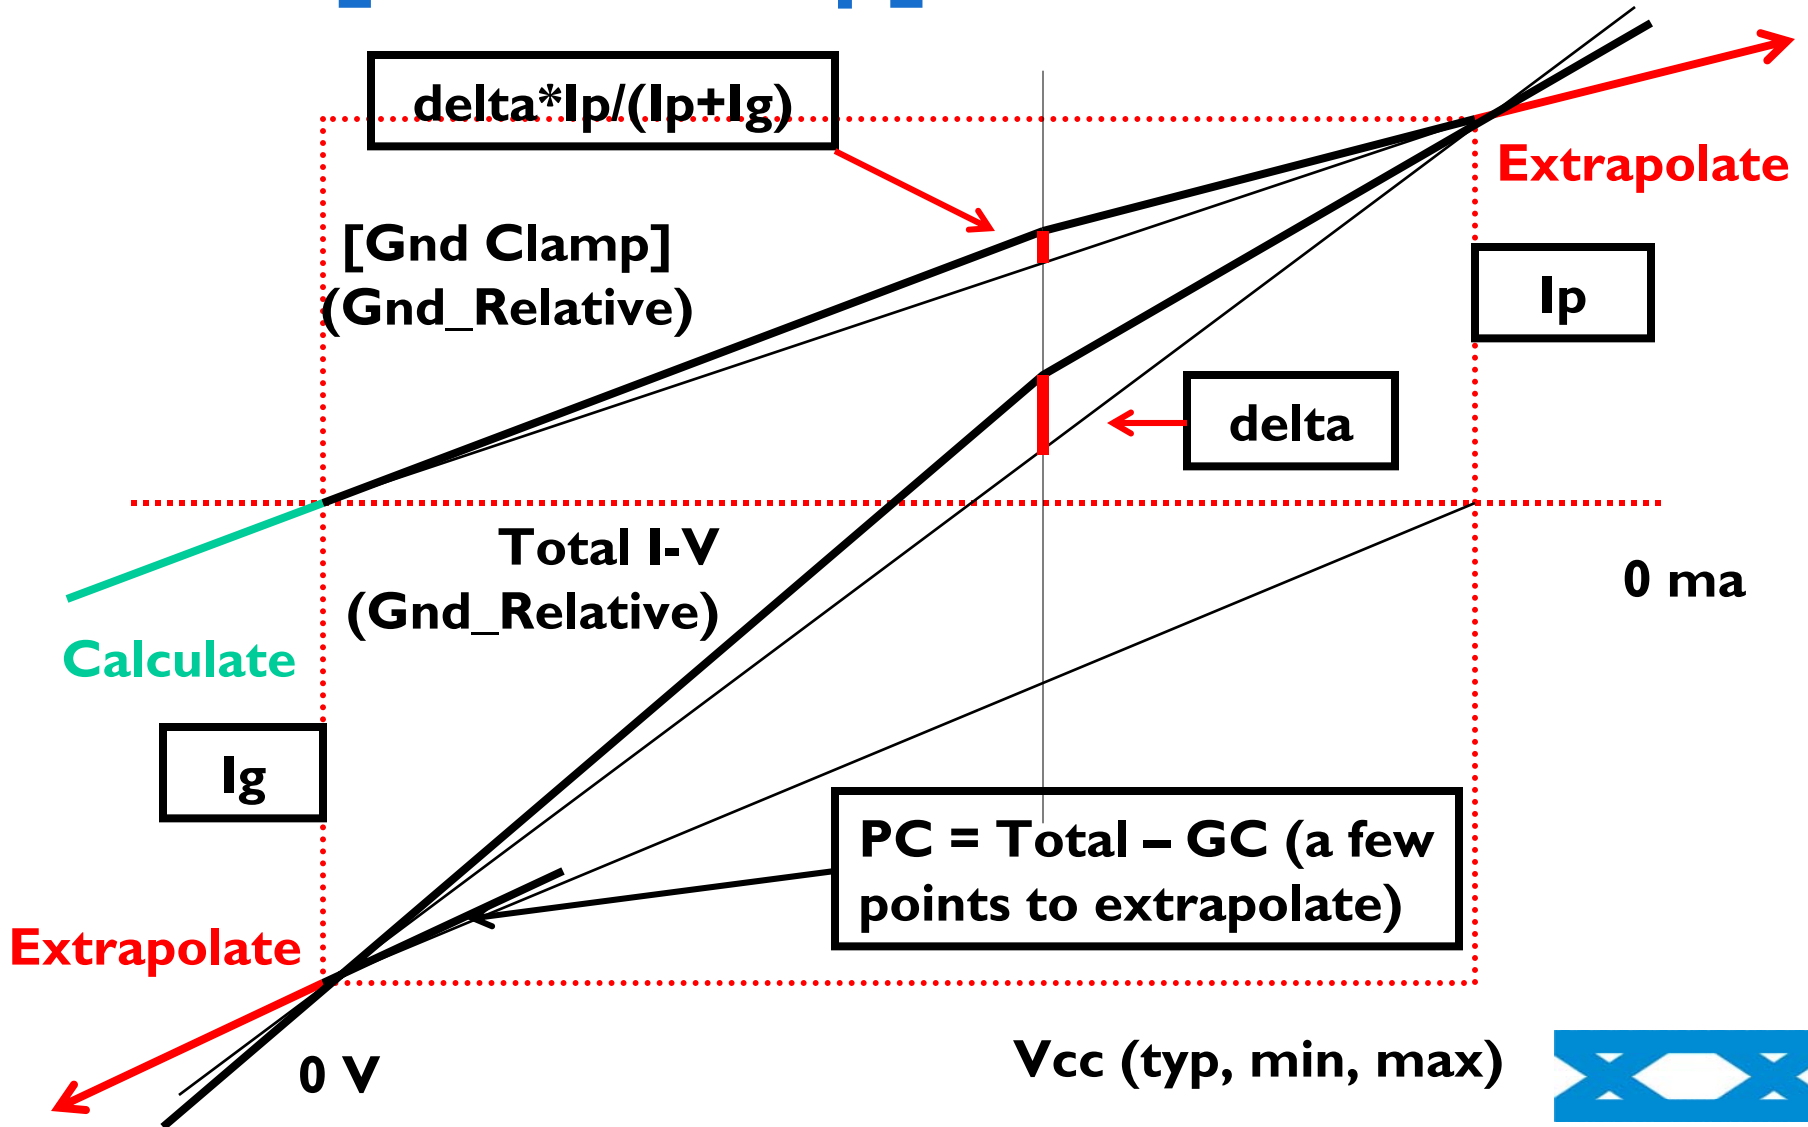 delta*Ip/(Ip+Ig)
Extrapolate
[Gnd Clamp]
(Gnd_Relative)
Ip
delta
Total I-V
(Gnd_Relative)
0 ma
Calculate
Ig
PC = Total – GC (a few
points to extrapolate)
Extrapolate
0 V
Vcc (typ, min, max)